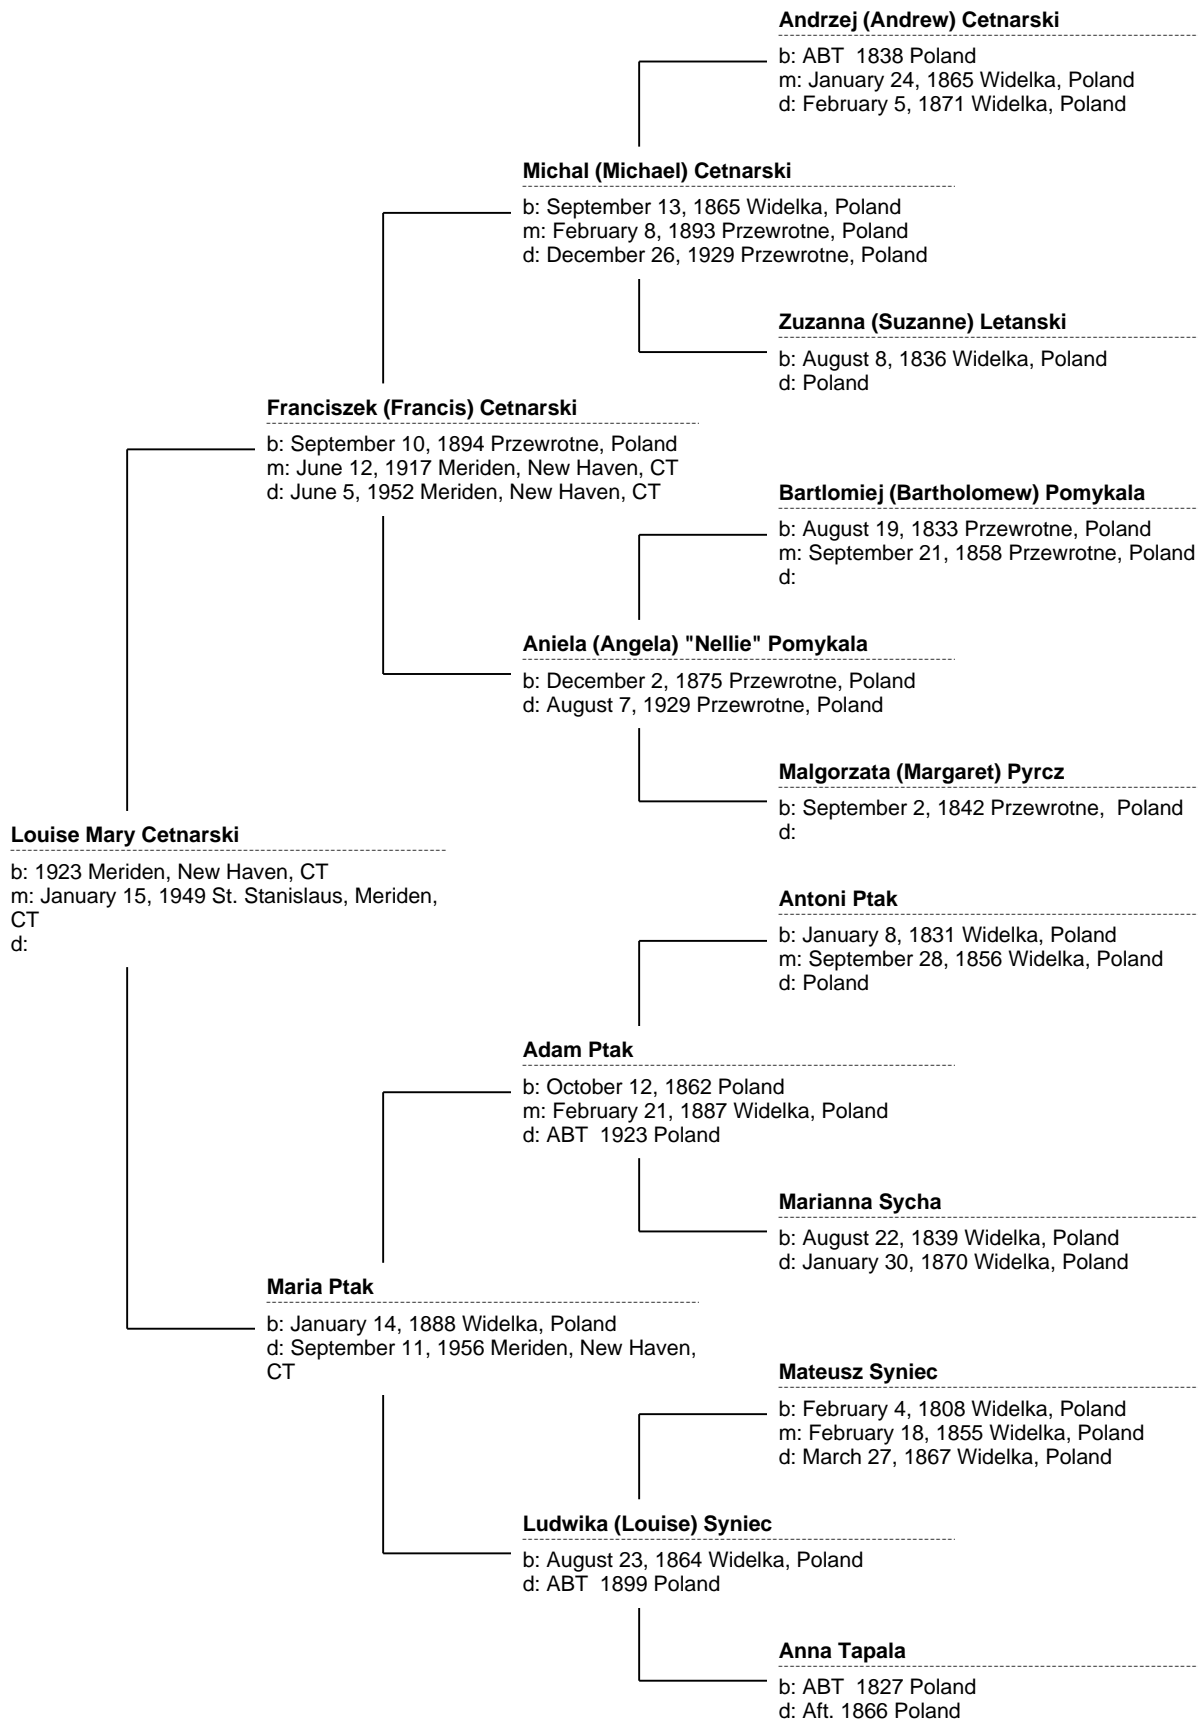 Andrzej (Andrew) Cetnarski
b: ABT  1838 Poland
m: January 24, 1865 Widelka, Poland
d: February 5, 1871 Widelka, Poland
Michal (Michael) Cetnarski
b: September 13, 1865 Widelka, Poland
m: February 8, 1893 Przewrotne, Poland
d: December 26, 1929 Przewrotne, Poland
Zuzanna (Suzanne) Letanski
b: August 8, 1836 Widelka, Poland
d: Poland
Franciszek (Francis) Cetnarski
b: September 10, 1894 Przewrotne, Poland
m: June 12, 1917 Meriden, New Haven, CT
d: June 5, 1952 Meriden, New Haven, CT
Bartlomiej (Bartholomew) Pomykala
b: August 19, 1833 Przewrotne, Poland
m: September 21, 1858 Przewrotne, Poland
d:
Aniela (Angela) "Nellie" Pomykala
b: December 2, 1875 Przewrotne, Poland
d: August 7, 1929 Przewrotne, Poland
Malgorzata (Margaret) Pyrcz
b: September 2, 1842 Przewrotne,  Poland
d:
Louise Mary Cetnarski
b: 1923 Meriden, New Haven, CT
m: January 15, 1949 St. Stanislaus, Meriden,
CT
d:
Antoni Ptak
b: January 8, 1831 Widelka, Poland
m: September 28, 1856 Widelka, Poland
d: Poland
Adam Ptak
b: October 12, 1862 Poland
m: February 21, 1887 Widelka, Poland
d: ABT  1923 Poland
Marianna Sycha
b: August 22, 1839 Widelka, Poland
d: January 30, 1870 Widelka, Poland
Maria Ptak
b: January 14, 1888 Widelka, Poland
d: September 11, 1956 Meriden, New Haven,
CT
Mateusz Syniec
b: February 4, 1808 Widelka, Poland
m: February 18, 1855 Widelka, Poland
d: March 27, 1867 Widelka, Poland
Ludwika (Louise) Syniec
b: August 23, 1864 Widelka, Poland
d: ABT  1899 Poland
Anna Tapala
b: ABT  1827 Poland
d: Aft. 1866 Poland